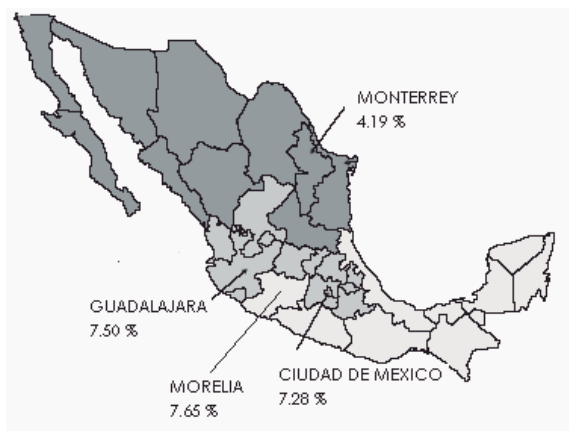 MONTERREY
4.19 %
GUADALAJARA
7.50 %
CIUDAD DE MEXICO
7.28 %
MORELIA
7.65 %